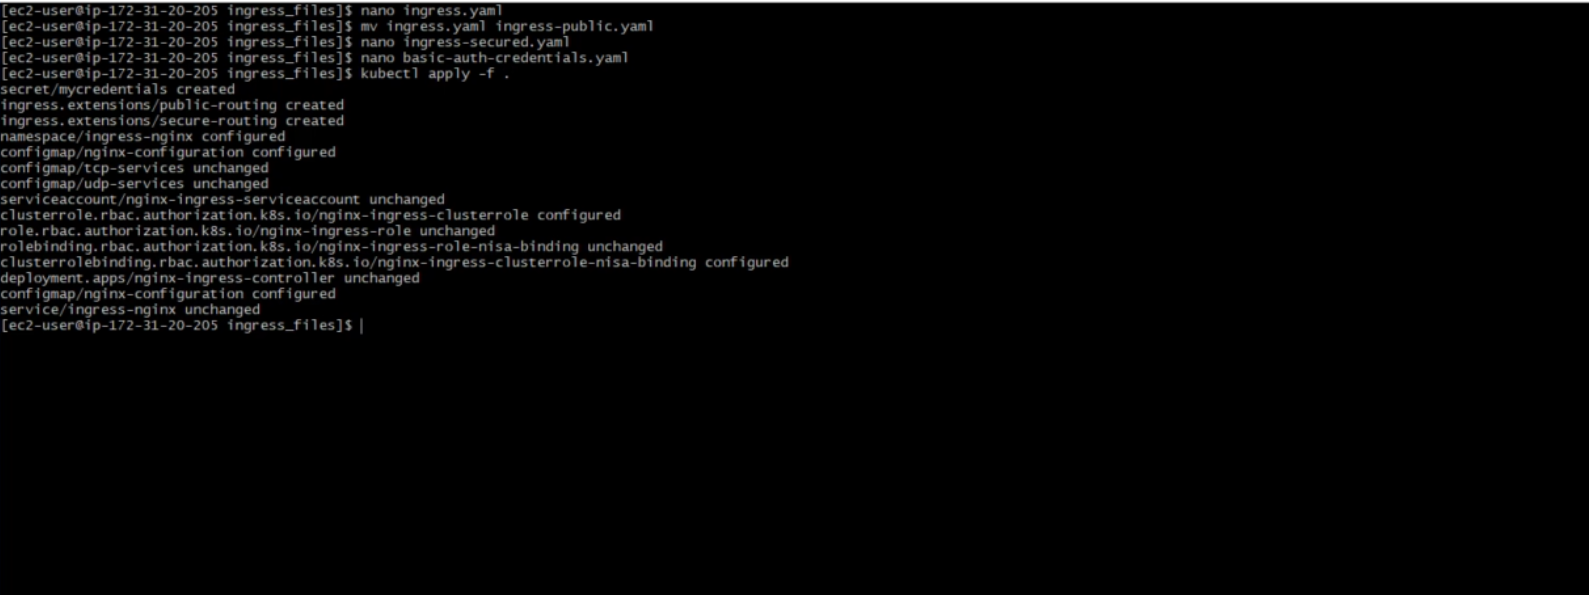 [ec2-user@ip-172-31-20-205 ingress_files]$ nano ingress.yaml
[ec2-user@ip-172-31-20-205 ingress_files]$ mv ingress.yaml ingress-public.yaml
[ec2-user@ip-172-31-20-205 ingress_files]$ nano ingress-secured.yaml
[ec2-user@ip-172-31-20-205 ingress_files]$ nano basic-auth-credentials.yaml
[ec2-user@ip-172-31-20-205 ingress_files]$ kubectl apply -f .
secret/mycredentials created
ingress.extensions/public-routing created
ingress.extensions/secure-routing created
namespace/ingress-nginx configured
configmap/nginx-configuration configured
configmap/tcp-services unchanged
configmap/udp-services unchanged
serviceaccount/nginx-ingress-serviceaccount unchanged
clusterrole.rbac.authorization.k8s.io/nginx-ingress-clusterrole configured
role.rbac.authorization.k8s.io/nginx-ingress-role unchanged
rolebinding.rbac.authorization.k8s.io/nginx-ingress-role-nisa-binding unchanged
clusterrolebinding.rbac.authorization.k8s.io/nginx-ingress-clusterrole-nisa-binding configured
deployment.apps/nginx-ingress-controller unchanged
configmap/nginx-configuration configured
service/ingress-nginx unchanged
[ec2-user@ip-172-31-20-205 ingress_files]$